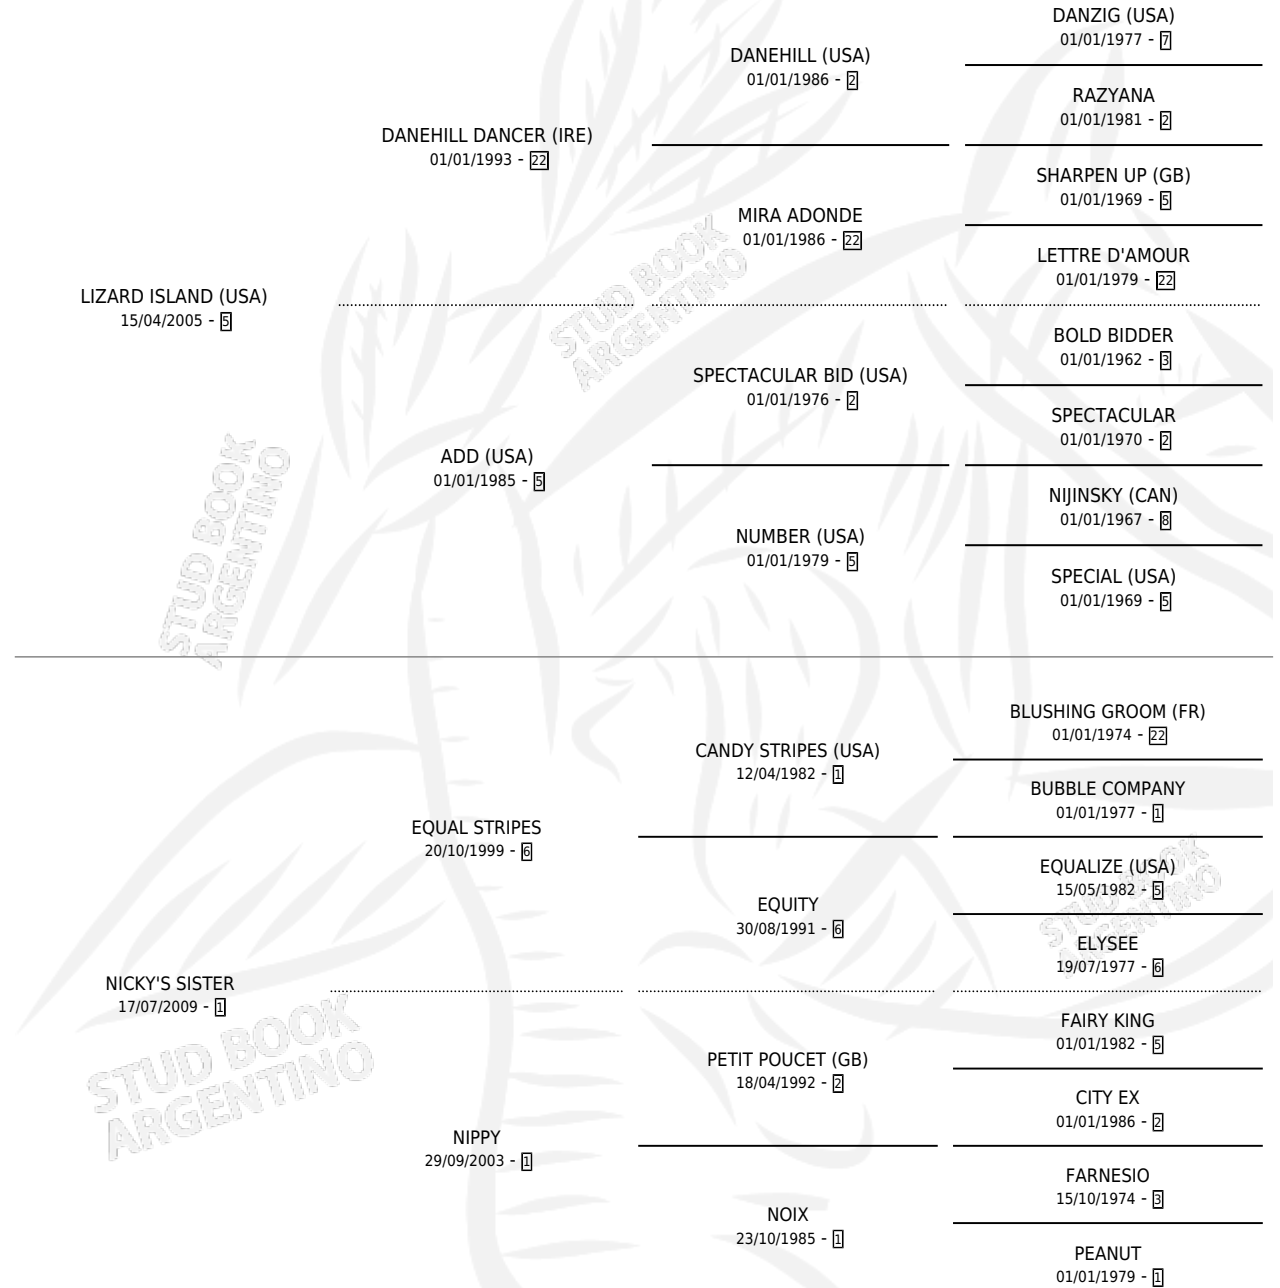 DANZIG (USA)
01/01/1977 - 7
DANEHILL (USA)
01/01/1986 - 2
RAZYANA
01/01/1981 - 2
DANEHILL DANCER (IRE)
01/01/1993 - 22
SHARPEN UP (GB)
01/01/1969 - 5
MIRA ADONDE
01/01/1986 - 22
LETTRE D'AMOUR
01/01/1979 - 22
LIZARD ISLAND (USA)
15/04/2005 - 5
STUD BOOK
ARGENTINO
BOLD BIDDER
01/01/1962 - 3
SPECTACULAR BID (USA)
01/01/1976 - 2
SPECTACULAR
01/01/1970 - 2
ADD (USA)
01/01/1985 - 5
NIJINSKY (CAN)
01/01/1967 - 8
NUMBER (USA)
01/01/1979 - 5
SPECIAL (USA)
01/01/1969 - 5
STUD BOOK
ARGENTINO
BLUSHING GROOM (FR)
01/01/1974 - 22
CANDY STRIPES (USA)
12/04/1982 - 1
BUBBLE COMPANY
01/01/1977 - 1
EQUAL STRIPES
20/10/1999 - 6
EQUALIZE (USA)
15/05/1982 - 5
EQUITY
30/08/1991 - 6
ELYSEE
19/07/1977 - 6
STUD BOOK
ARGENTINO
NICKY'S SISTER
17/07/2009 - 1
FAIRY KING
01/01/1982 - 5
PETIT POUCET (GB)
18/04/1992 - 2
CITY EX
01/01/1986 - 2
STUD BOOK
ARGENTINO
NIPPY
29/09/2003 - 1
FARNESIO
15/10/1974 - 3
NOIX
23/10/1985 - 1
PEANUT
01/01/1979 - 1